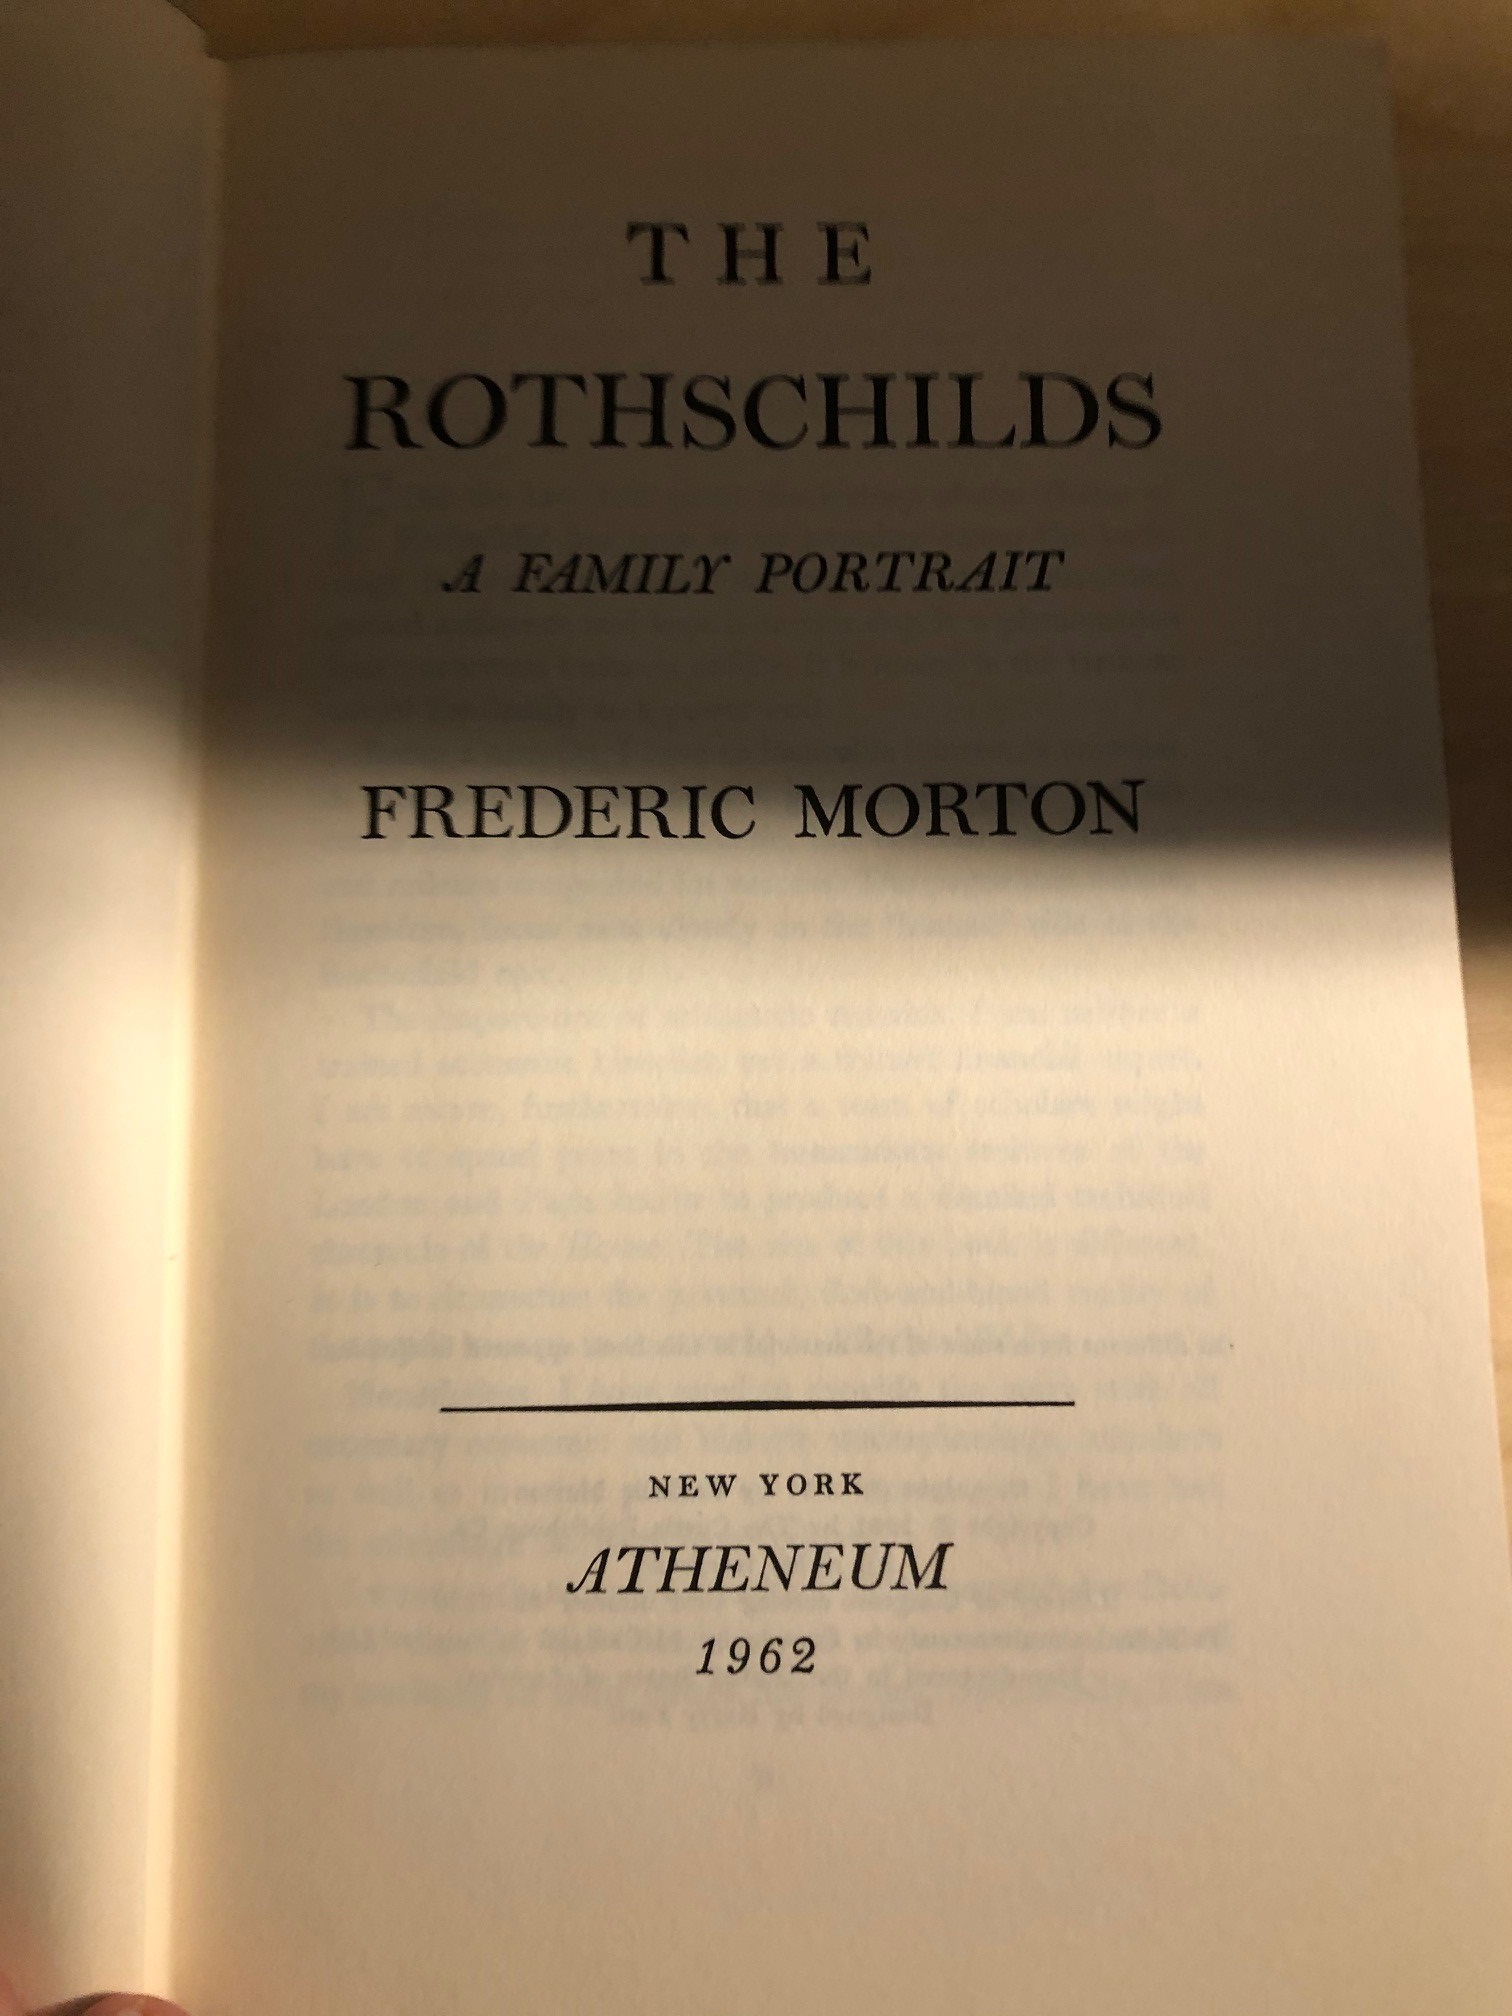 THE
ROTHSCHILDS
A FAMILY PORTRAIT
FREDERIC MORTON
NEW YORK
ATHENEUM
1962